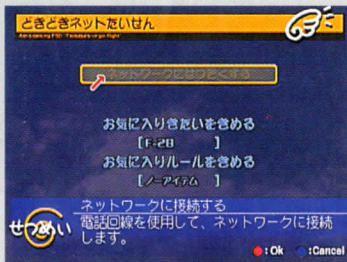 どきどきネットたいせん
ネットワークにせつぞくする
お気に入りきたいを含める
[F-28 ]
お気に入りルールを含める
[ノーアイテム ]
せつめい
ネットワークに接続する
電話回線を使用して、ネットワークに接続
します。
:Ok :Cancel